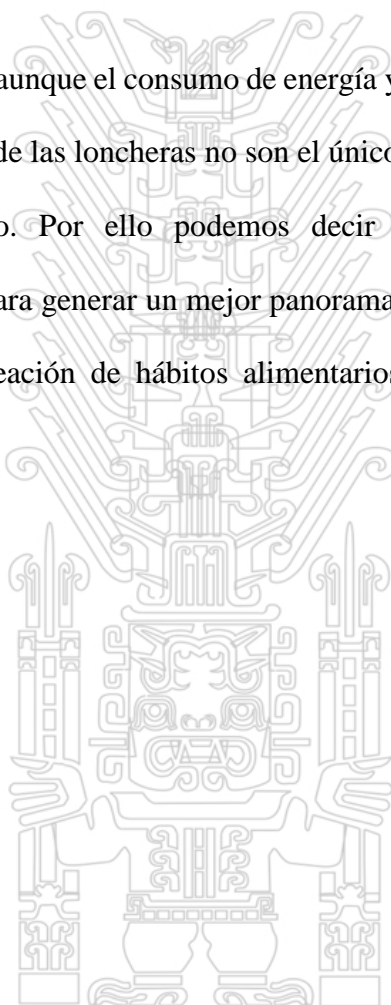 aunque el consumo de energía y
de las loncheras no son el único
o. Por ello podemos decir
ara generar un mejor panorama
eación de hábitos alimentarios